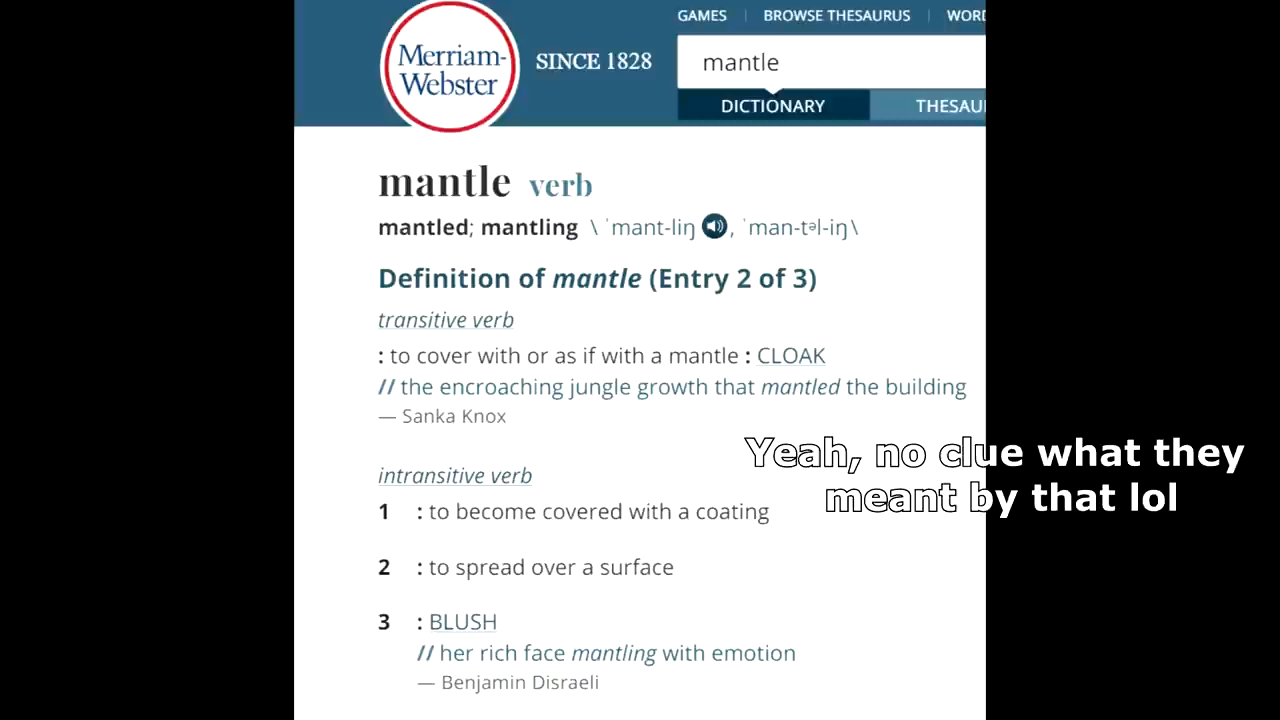 GAMES | BROWSE THESAURUS | WORD
Merriam-
Webster
SINCE 1828
mantle
DICTIONARY
THESAU
mantle verb
mantled; mantling \ ˈmant-liŋ , ˈman-tᵊl-iŋ \
Definition of mantle (Entry 2 of 3)
transitive verb
: to cover with or as if with a mantle : CLOAK
// the encroaching jungle growth that mantled the building
— Sanka Knox
Yeah, no clue what they
meant by that lol
intransitive verb
1 : to become covered with a coating
2 : to spread over a surface
3 : BLUSH
// her rich face mantling with emotion
— Benjamin Disraeli